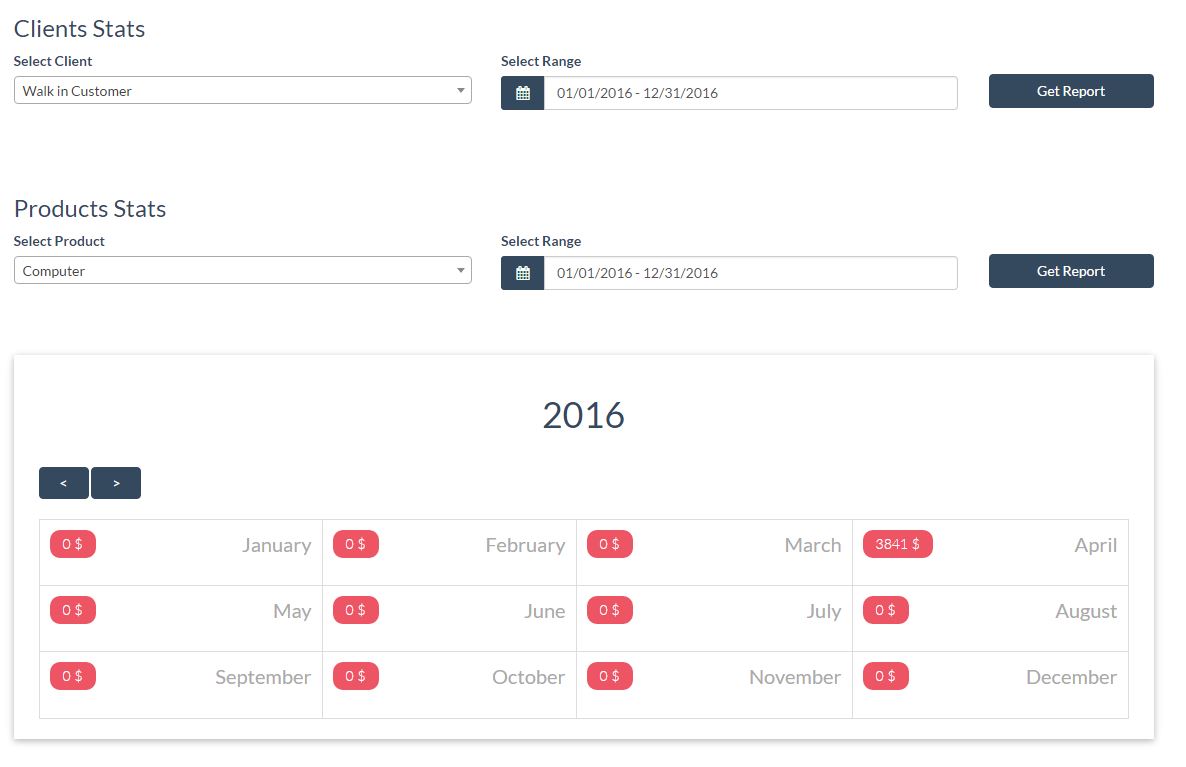 Clients Stats
Select Client
Select Range
Walk in Customer
01/01/2016 - 12/31/2016
Get Report
Products Stats
Select Product
Select Range
Computer
01/01/2016 - 12/31/2016
Get Report
2016
< >
0 $ January 0 $ February 0 $ March 3841 $ April
0 $ May 0 $ June 0 $ July 0 $ August
0 $ September 0 $ October 0 $ November 0 $ December